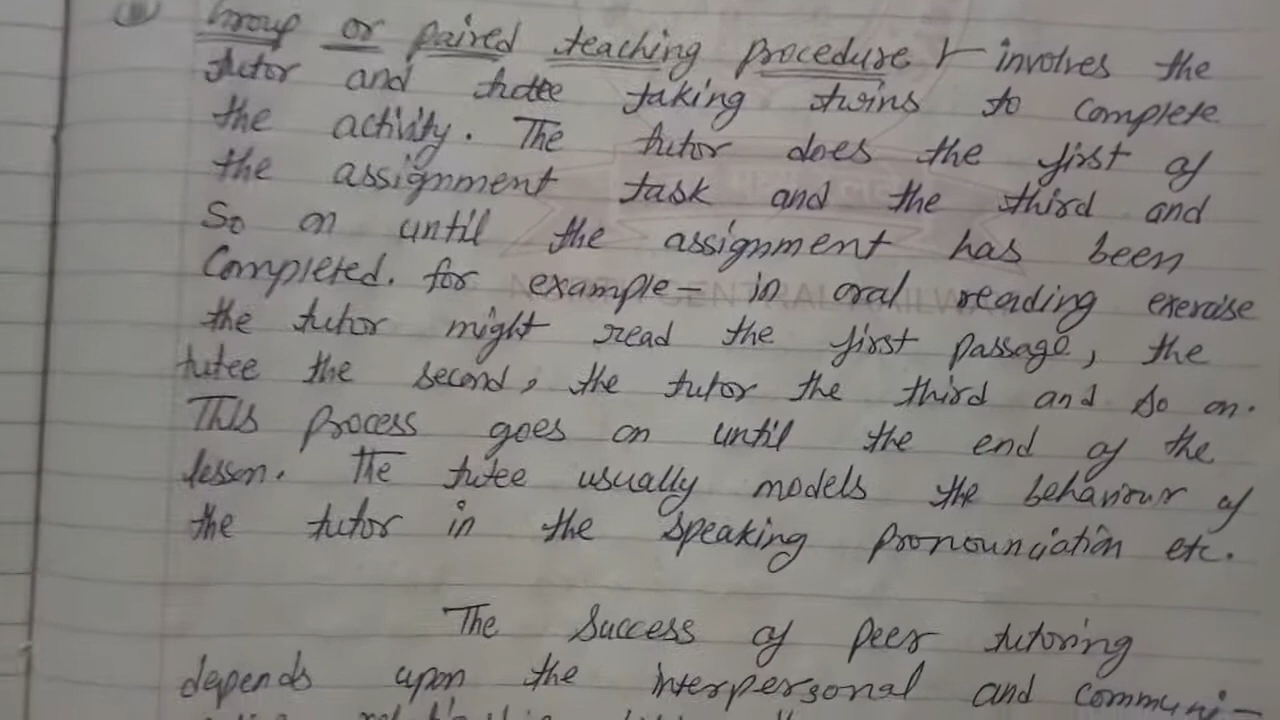 Group or paired teaching procedure :- involves the
tutor and tutee taking twins to complete
the activity. The tutor does the first of
the assignment task and the third and
So on until the assignment has been
Completed. for example - in oral reading exercise
the tutor might read the first passage, the
tutee the second, the tutor the third and so on.
This process goes on until the end of the
lesson. The tutee usually models the behaviour of
the tutor in the speaking pronounciation etc.
The Success of peer tutoring
depends upon the interpersonal and communi-